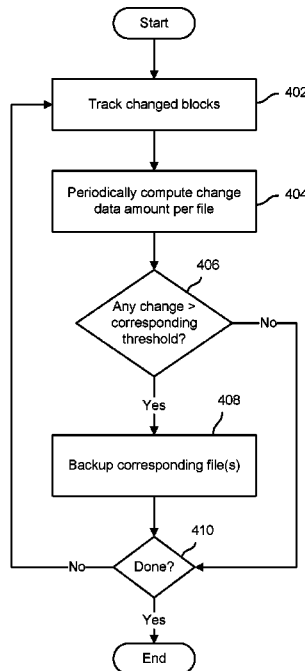 Start
Track changed blocks
402
Periodically compute change
data amount per file
404
406
Any change >
corresponding
threshold?
No
Yes
408
Backup corresponding file(s)
410
Done?
No
Yes
End